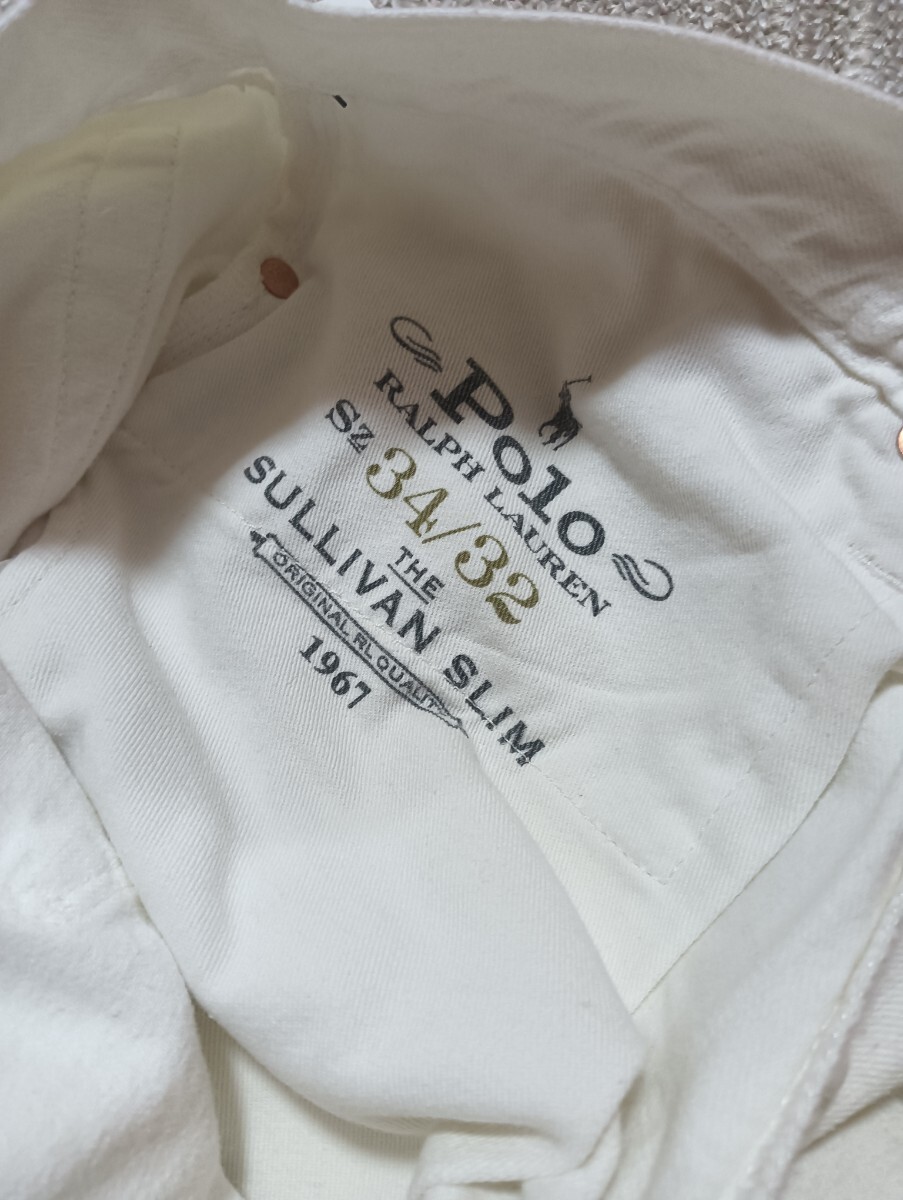 Polo
RALPH LAUREN
Sz 34/32
THE
SULLIVAN SLIM
ORIGINAL RL QUALITY
1967